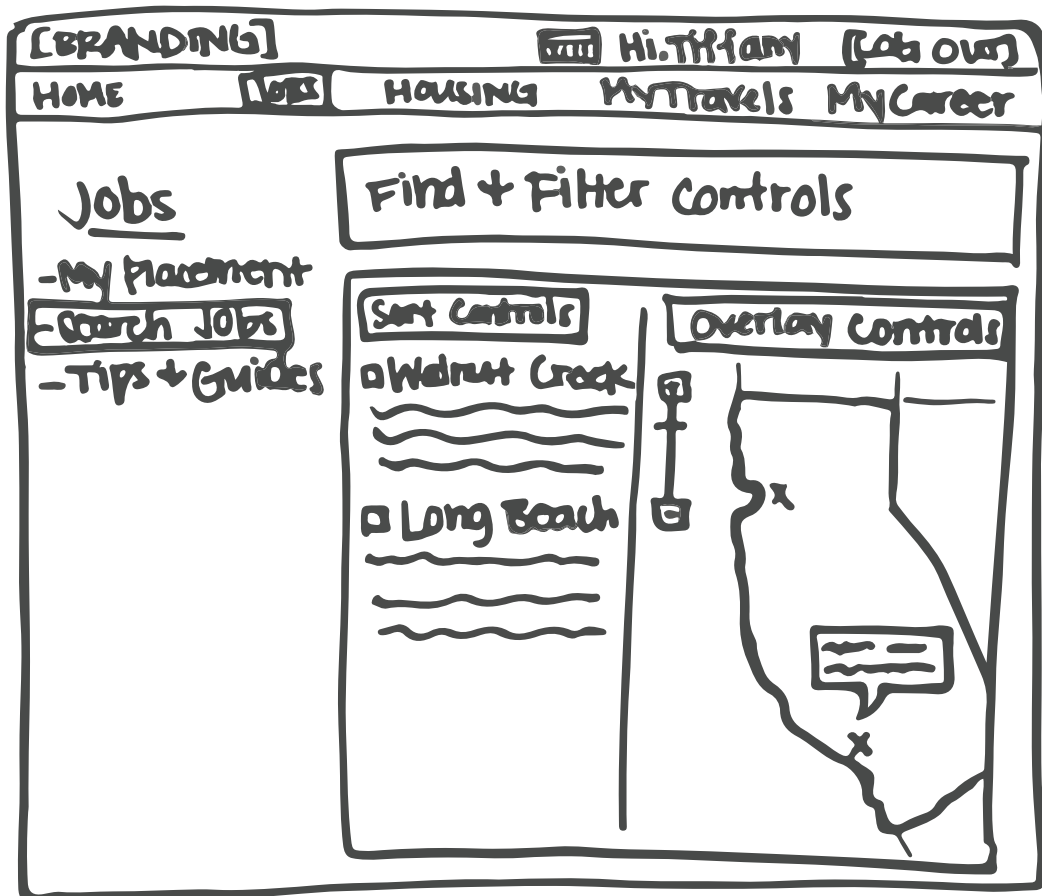 [BRANDING] Hi. Tiffany [Log Out]
HOME JOBS HOUSING MyTravels MyCareer
Jobs
- My Placement
- Search Jobs
- Tips + Guides
Find + Filter Controls
Sort Controls
Walnut Creek
Long Beach
Overlay Controls